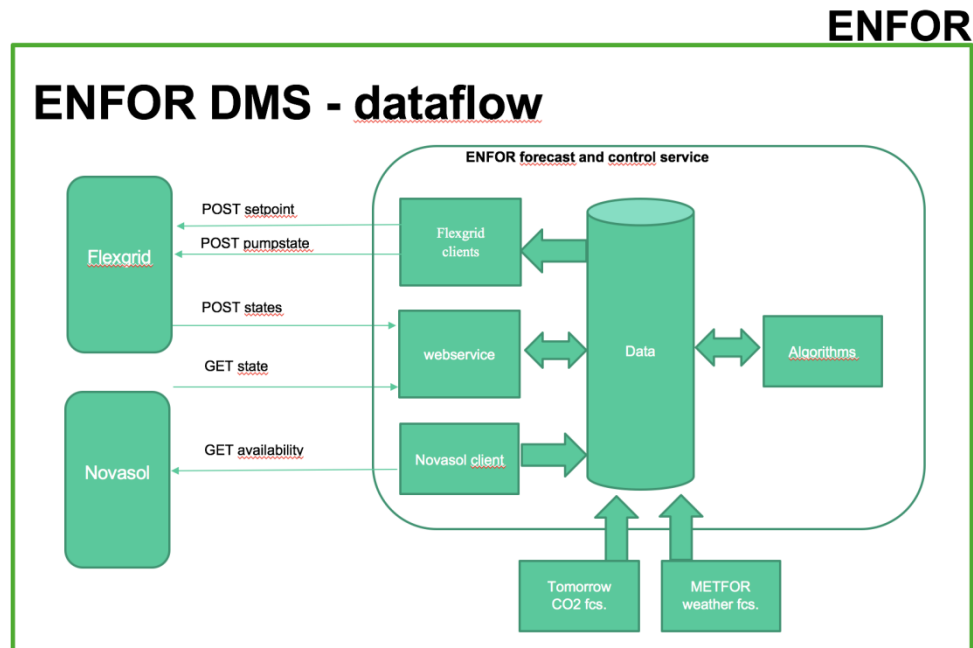 ENFOR
ENFOR DMS - dataflow
ENFOR forecast and control service
POST setpoint
POST pumpstate
Flexgrid
Flexgrid
clients
POST states
GET state
webservice
Data
Algorithms
GET availability
Novasol
Novasol client
Tomorrow
CO2 fcs.
METFOR
weather fcs.